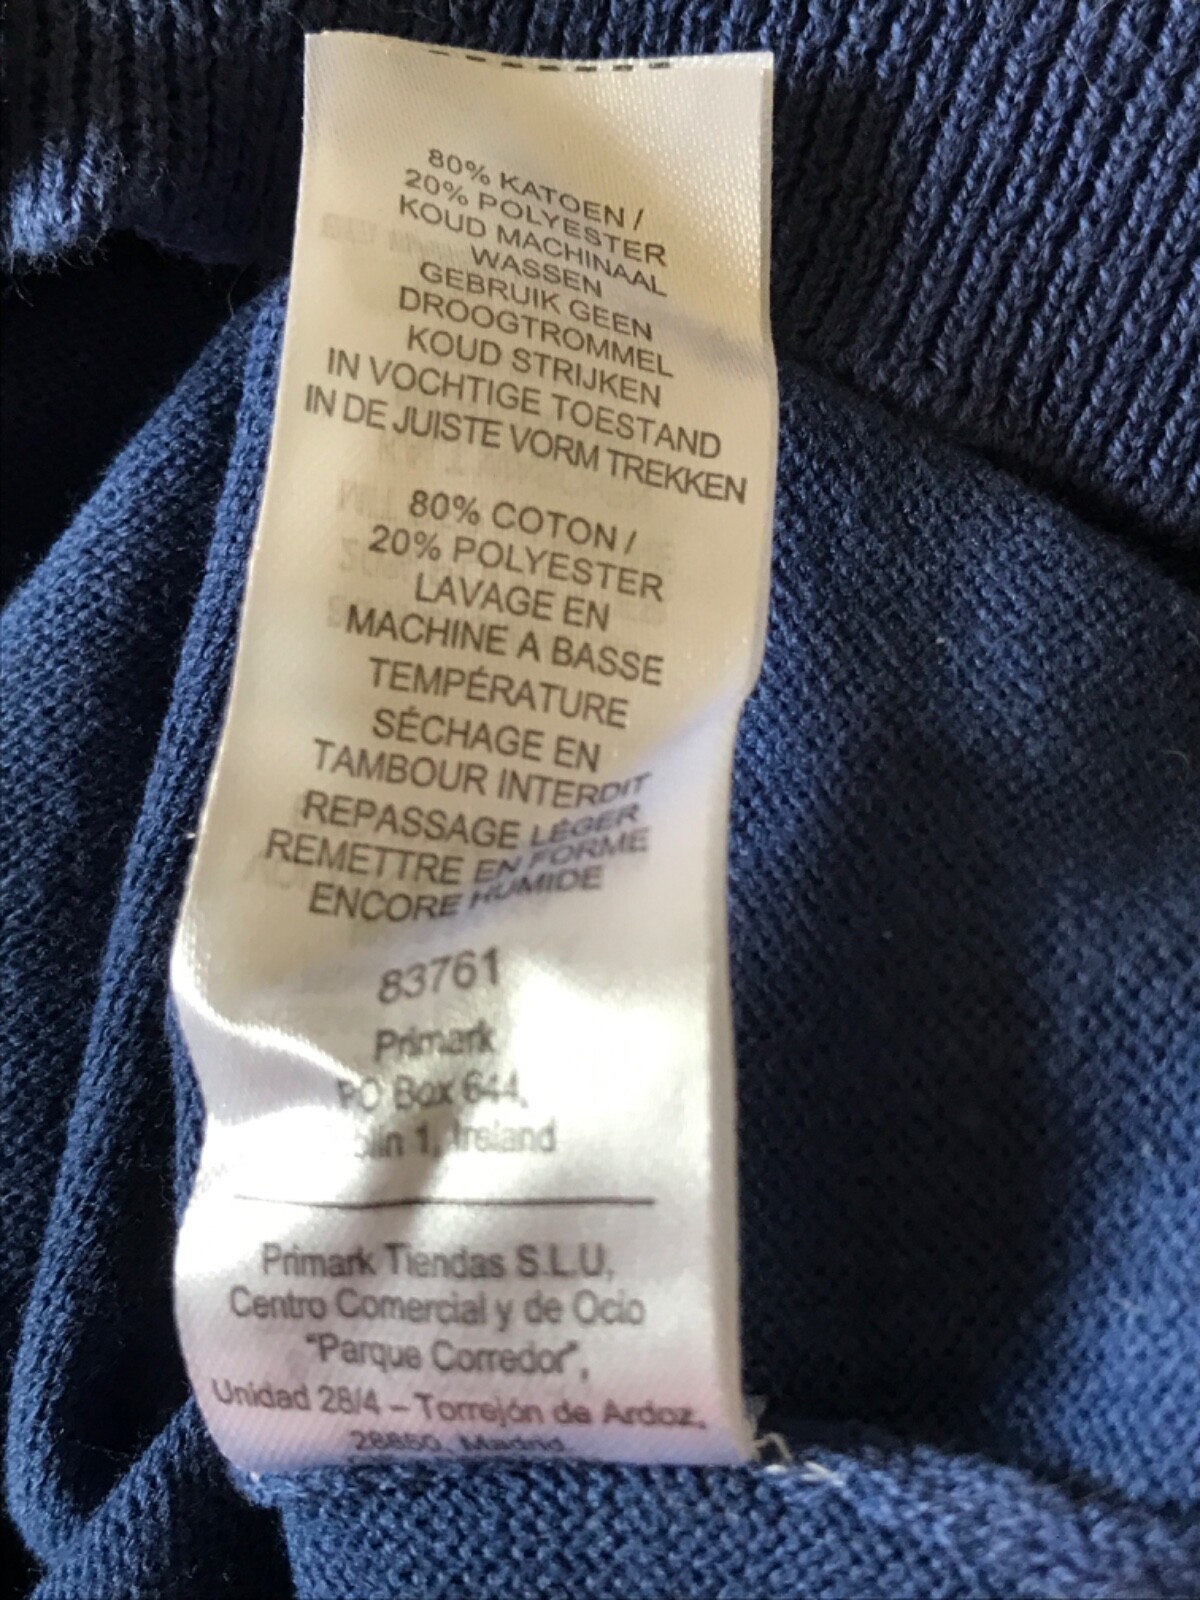 80% KATOEN /
20% POLYESTER
KOUD MACHINAAL
WASSEN
GEBRUIK GEEN
DROOGTROMMEL
KOUD STRIJKEN
IN VOCHTIGE TOESTAND
IN DE JUISTE VORM TREKKEN
80% COTON /
20% POLYESTER
LAVAGE EN
MACHINE A BASSE
TEMPÉRATURE
SÉCHAGE EN
TAMBOUR INTERDIT
REPASSAGE LÉGER
REMETTRE EN FORME
ENCORE HUMIDE
83761
Primark
PO Box 644,
1, Ireland
Primark Tiendas S.L.U,
Centro Comercial y de Ocio
"Parque Corredor",
Unidad 28/4 – Torrejón de Ardoz,
28850, Madrid